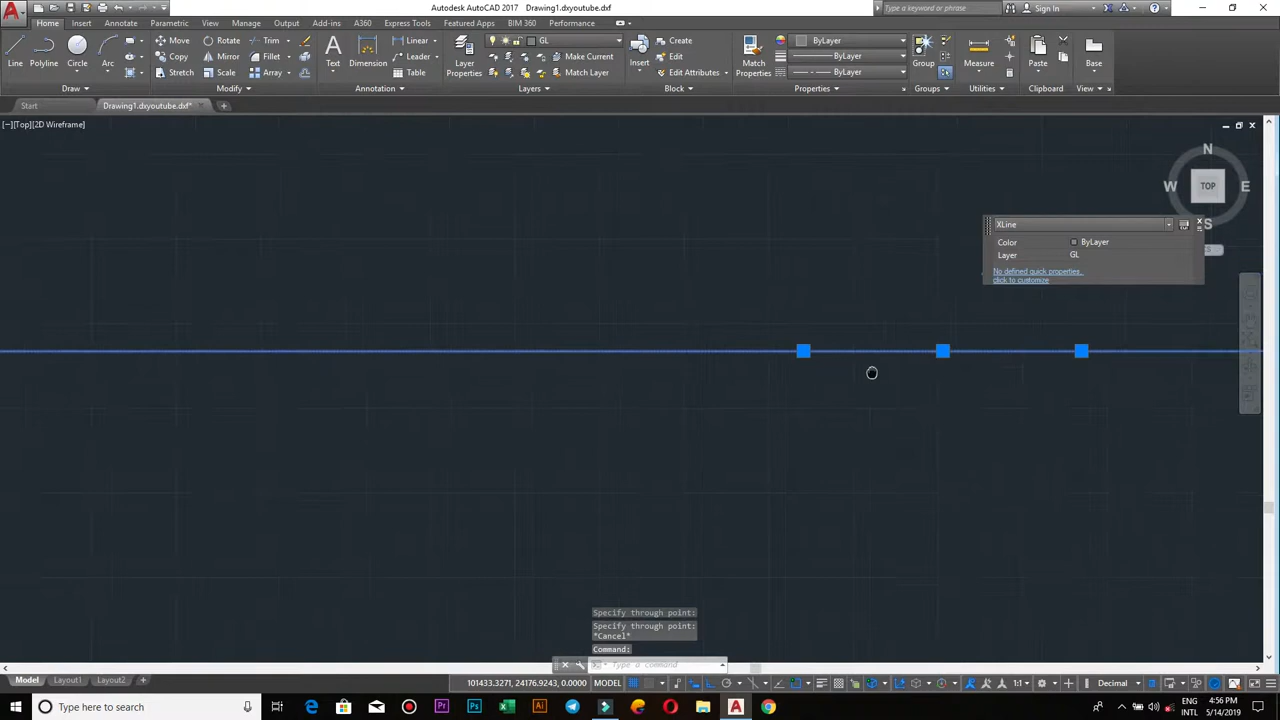 Autodesk AutoCAD 2017 Drawing1.dxyoutube.dxf
Type a keyword or phrase
Sign In
Home Insert Annotate Parametric View Manage Output Add-ins A360 Express Tools Featured Apps BIM 360 Performance
Line Polyline Circle Arc
Move Rotate Trim
Copy Mirror Fillet
Stretch Scale Array
Text Dimension
Linear
Leader
Table
Layer
Properties
GL
Make Current
Match Layer
Insert
Create
Edit
Edit Attributes
Match
Properties
ByLayer
ByLayer
ByLayer
Group
Measure
Paste
Base
Draw Modify Annotation Layers Block Properties Groups Utilities Clipboard View
Start Drawing1.dxyoutube.dxf*
[−][Top][2D Wireframe]
N
W TOP E
S
XLine
Color ByLayer
Layer GL
No defined quick properties,
click to customize
Specify through point:
Specify through point:
*Cancel*
Command:
Type a command
Model Layout1 Layout2
101433.3271, 24176.9243, 0.0000 MODEL 1:1 Decimal
Type here to search
ENG
INTL
4:56 PM
5/14/2019